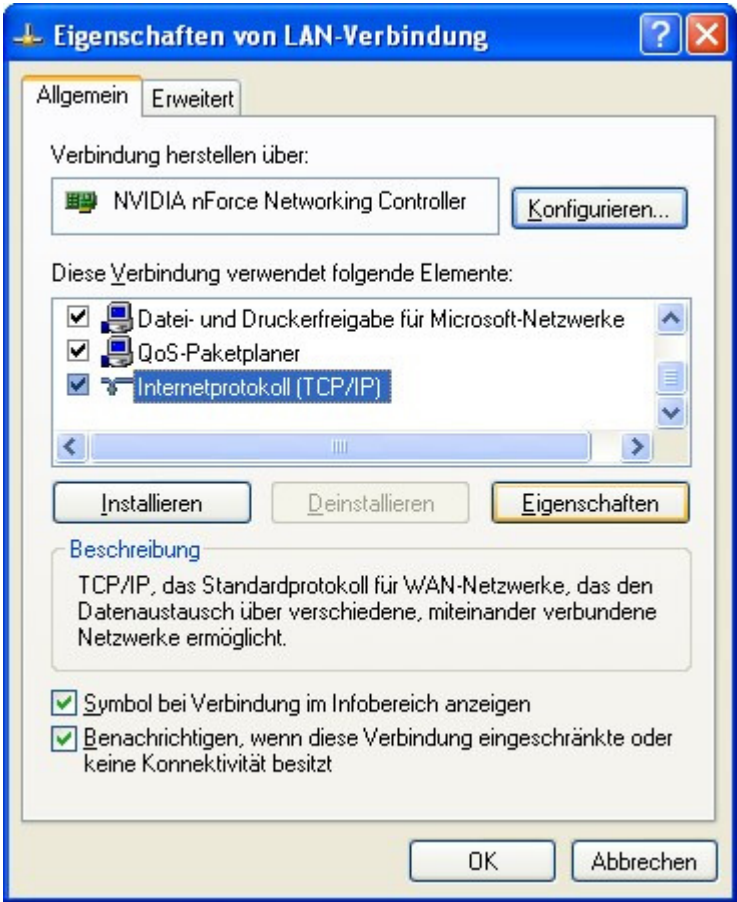 Eigenschaften von LAN-Verbindung
Allgemein
Erweitert
Verbindung herstellen über:
NVIDIA nForce Networking Controller
Konfigurieren...
Diese Verbindung verwendet folgende Elemente:
Datei- und Druckerfreigabe für Microsoft-Netzwerke
QoS-Paketplaner
Internetprotokoll (TCP/IP)
Installieren
Deinstallieren
Eigenschaften
Beschreibung
TCP/IP, das Standardprotokoll für WAN-Netzwerke, das den
Datenaustausch über verschiedene, miteinander verbundene
Netzwerke ermöglicht.
Symbol bei Verbindung im Infobereich anzeigen
Benachrichtigen, wenn diese Verbindung eingeschränkte oder
keine Konnektivität besitzt
OK
Abbrechen